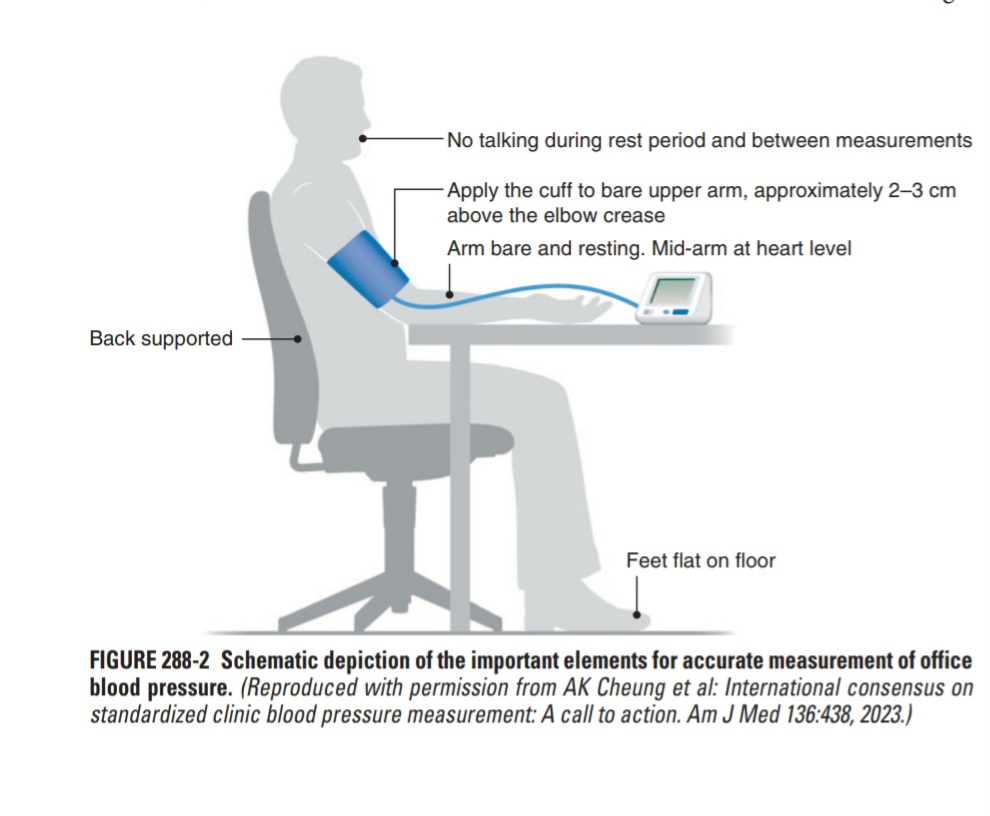 No talking during rest period and between measurements
Apply the cuff to bare upper arm, approximately 2–3 cm
above the elbow crease
Arm bare and resting. Mid-arm at heart level
Back supported
Feet flat on floor
FIGURE 288-2 Schematic depiction of the important elements for accurate measurement of office
blood pressure. (Reproduced with permission from AK Cheung et al: International consensus on
standardized clinic blood pressure measurement: A call to action. Am J Med 136:438, 2023.)